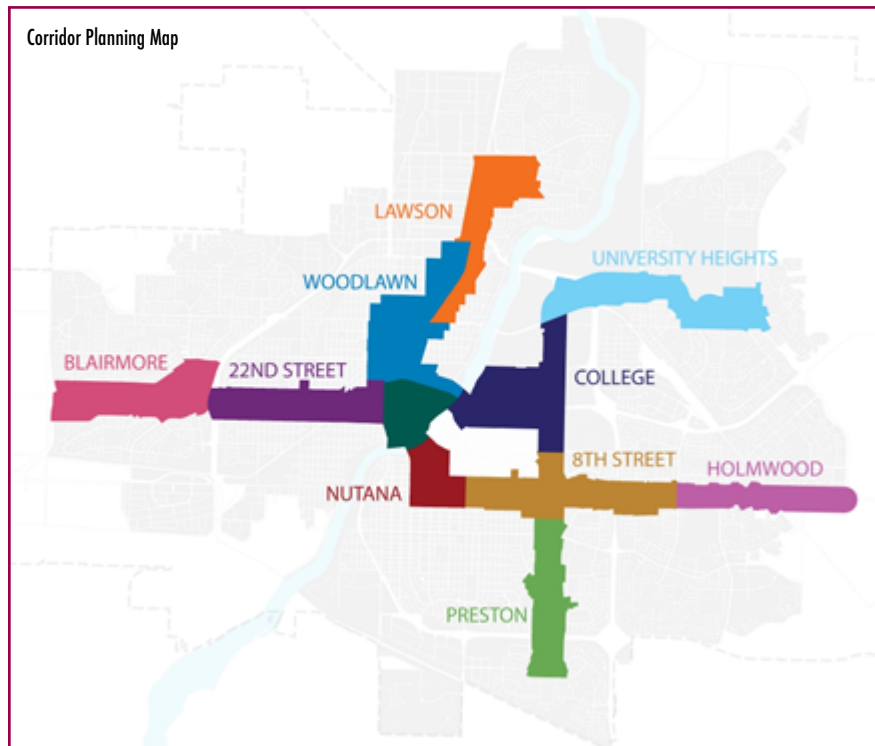 Corridor Planning Map
LAWSON
WOODLAWN
UNIVERSITY HEIGHTS
BLAIRMORE
22ND STREET
COLLEGE
8TH STREET
HOLMWOOD
NUTANA
PRESTON